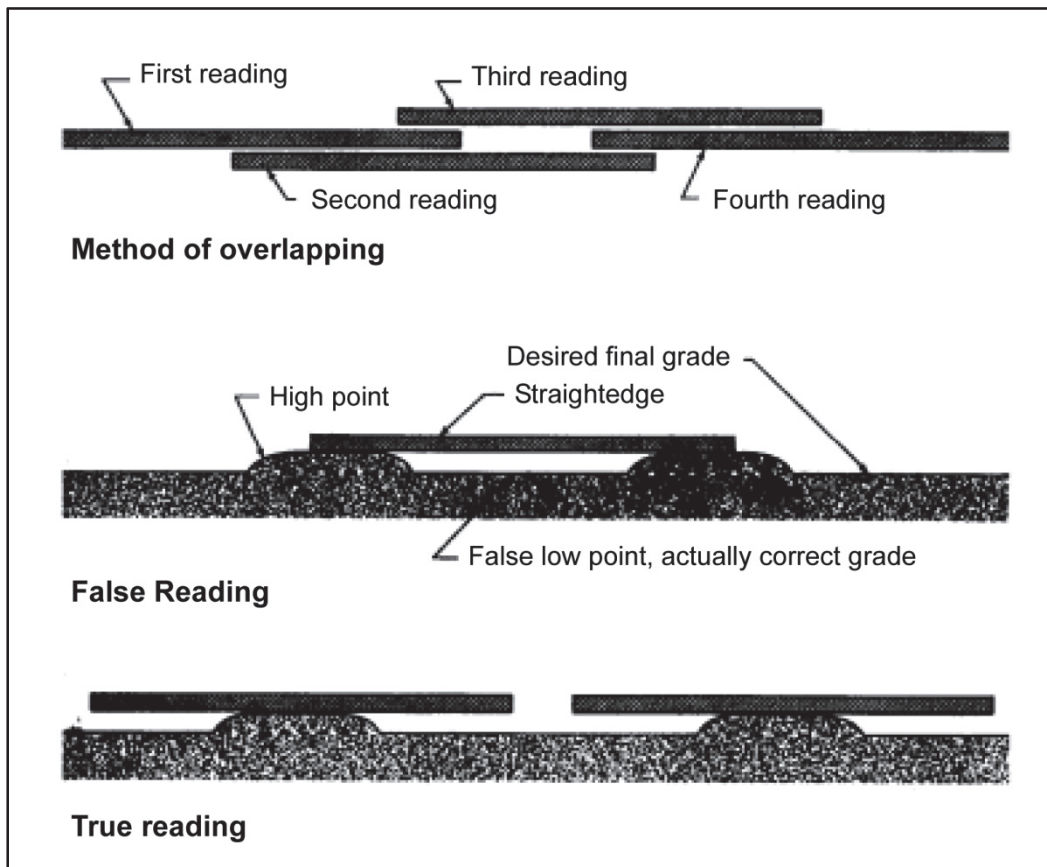 First reading
Third reading
Second reading
Fourth reading
Method of overlapping
Desired final grade
High point
Straightedge
False low point, actually correct grade
False Reading
True reading